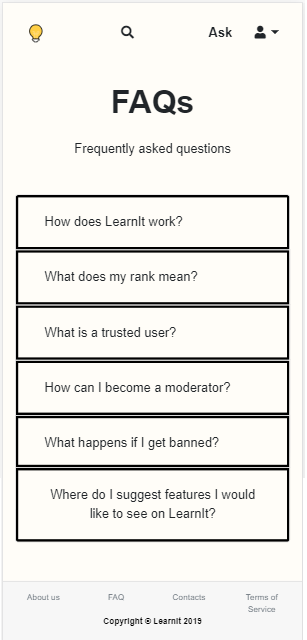 Ask
FAQs
Frequently asked questions
How does LearnIt work?
What does my rank mean?
What is a trusted user?
How can I become a moderator?
What happens if I get banned?
Where do I suggest features I would
like to see on LearnIt?
About us FAQ Contacts Terms of
Service
Copyright © Learnit 2019